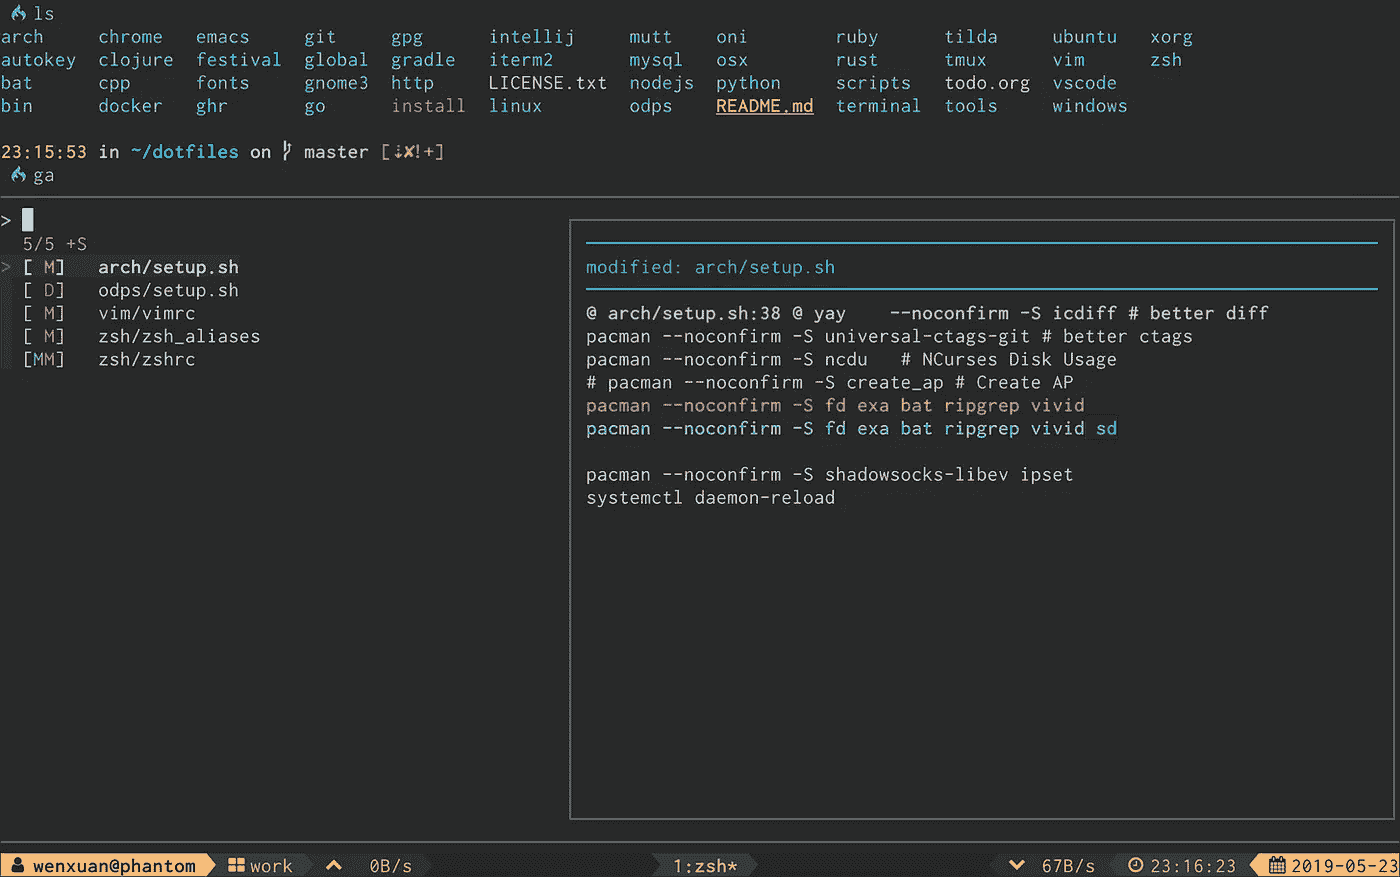 ls
arch chrome emacs git gpg intellij mutt oni ruby tilda ubuntu xorg
autokey clojure festival global gradle iterm2 mysql osx rust tmux vim zsh
bat cpp fonts gnome3 http LICENSE.txt nodejs python scripts todo.org vscode
bin docker ghr go install linux odps README.md terminal tools windows
23:15:53 in ~/dotfiles on master [⇣✘!+]
ga
>
5/5 +S
> [ M] arch/setup.sh
[ D] odps/setup.sh
[ M] vim/vimrc
[ M] zsh/zsh_aliases
[MM] zsh/zshrc
modified: arch/setup.sh
@ arch/setup.sh:38 @ yay --noconfirm -S icdiff # better diff
pacman --noconfirm -S universal-ctags-git # better ctags
pacman --noconfirm -S ncdu # NCurses Disk Usage
# pacman --noconfirm -S create_ap # Create AP
pacman --noconfirm -S fd exa bat ripgrep vivid
pacman --noconfirm -S fd exa bat ripgrep vivid sd
pacman --noconfirm -S shadowsocks-libev ipset
systemctl daemon-reload
wenxuan@phantom work 0B/s 1:zsh* 67B/s 23:16:23 2019-05-23